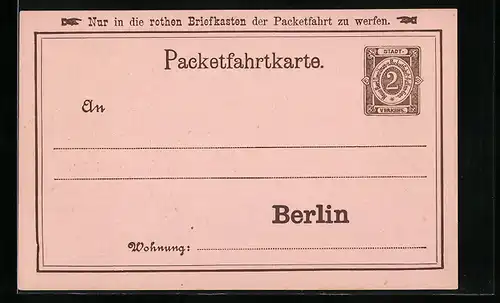 Nur in die rothen Briefkasten der Packetfahrt zu werfen.
Packetfahrtkarte.
STADT-
2
VERKEHR.
An
Berlin
Wohnung: